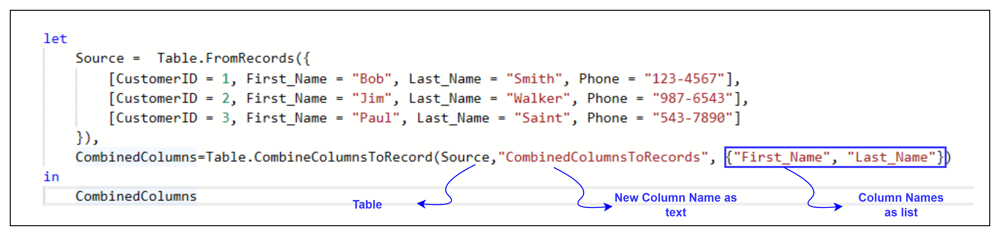 let
Source =  Table.FromRecords({
[CustomerID = 1, First_Name = "Bob", Last_Name = "Smith", Phone = "123-4567"],
[CustomerID = 2, First_Name = "Jim", Last_Name = "Walker", Phone = "987-6543"],
[CustomerID = 3, First_Name = "Paul", Last_Name = "Saint", Phone = "543-7890"]
}),
CombinedColumns=Table.CombineColumnsToRecord(Source,"CombinedColumnsToRecords", {"First_Name", "Last_Name"})
in
CombinedColumns
Table
New Column Name as
text
Column Names
as list